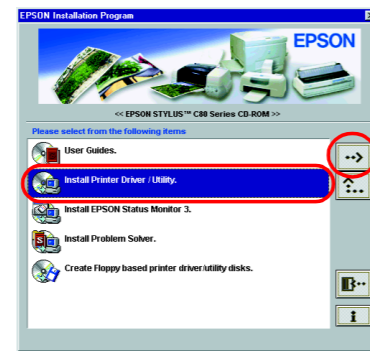 EPSON Installation Program
EPSON
<< EPSON STYLUS™ C80 Series CD-ROM >>
Please select from the following items
User Guides.
Install Printer Driver / Utility.
Install EPSON Status Monitor 3.
Install Problem Solver.
Create Floppy based printer driver/utility disks.